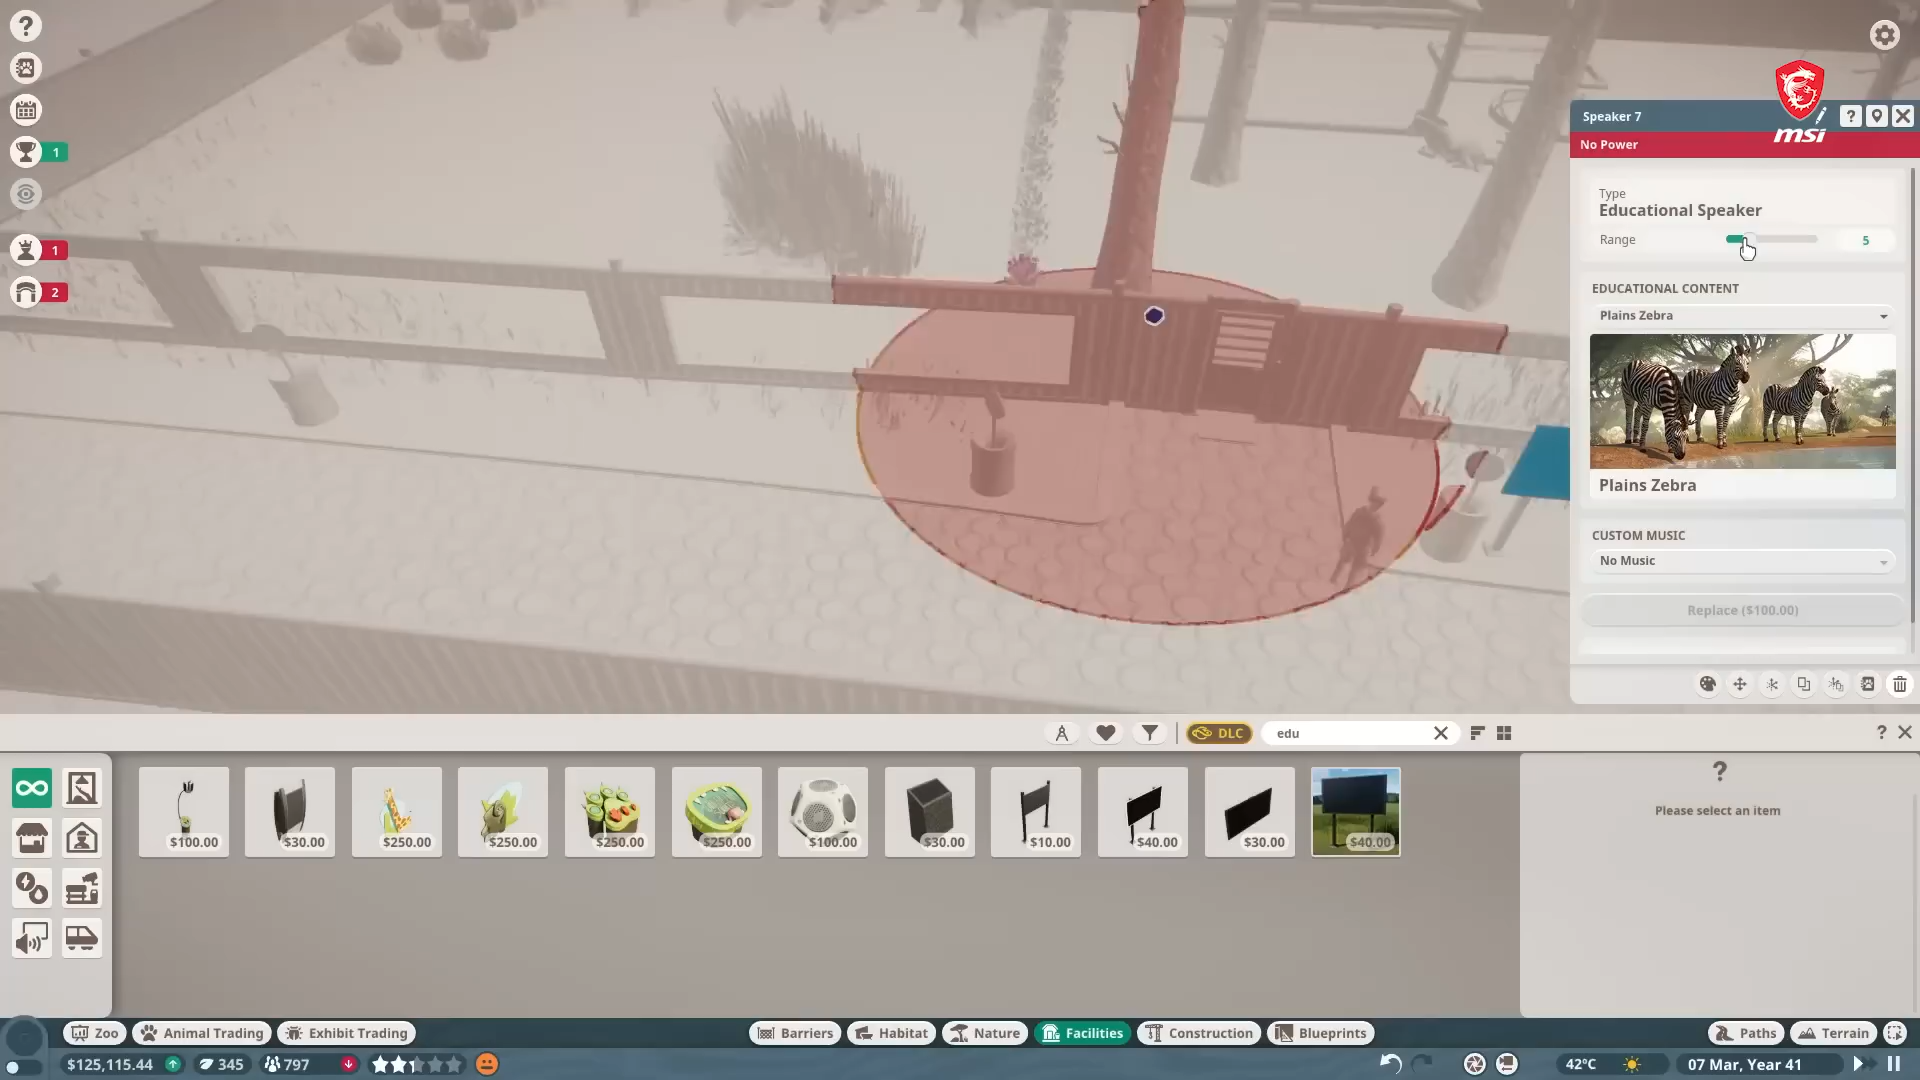 1
1
2
msi
Speaker 7
?
No Power
Type
Educational Speaker
Range
5
EDUCATIONAL CONTENT
Plains Zebra
Plains Zebra
CUSTOM MUSIC
No Music
Replace ($100.00)
DLC
edu
?
$100.00
$30.00
$250.00
$250.00
$250.00
$250.00
$100.00
$30.00
$10.00
$40.00
$30.00
$40.00
?
Please select an item
Zoo
Animal Trading
Exhibit Trading
Barriers
Habitat
Nature
Facilities
Construction
Blueprints
Paths
Terrain
$125,115.44
345
797
42°C
07 Mar, Year 41